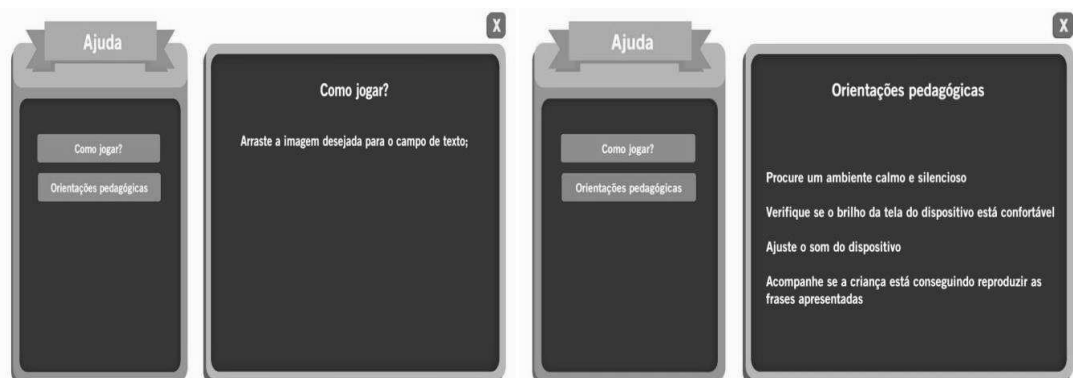 Ajuda
X
Como jogar?
Orientações pedagógicas
Como jogar?
Arraste a imagem desejada para o campo de texto;
Ajuda
X
Como jogar?
Orientações pedagógicas
Orientações pedagógicas
Procure um ambiente calmo e silencioso
Verifique se o brilho da tela do dispositivo está confortável
Ajuste o som do dispositivo
Acompanhe se a criança está conseguindo reproduzir as
frases apresentadas